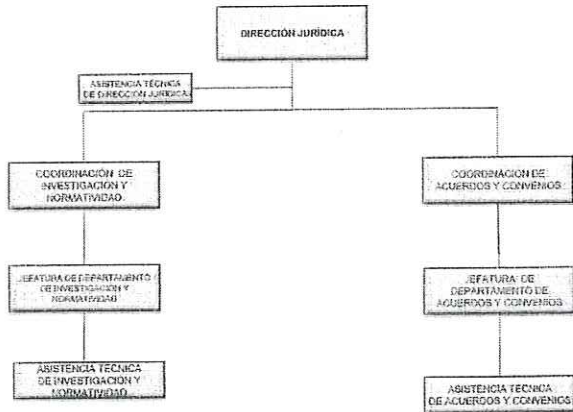 DIRECCIÓN JURÍDICA
ASISTENCIA TÉCNICA
DE DIRECCIÓN JURÍDICA
COORDINACIÓN DE
INVESTIGACIÓN Y
NORMATIVIDAD.
COORDINACIÓN DE
ACUERDOS Y CONVENIOS
JEFATURA DE DEPARTAMENTO
DE INVESTIGACIÓN Y
NORMATIVIDAD
JEFATURA DE
DEPARTAMENTO DE
ACUERDOS Y CONVENIOS
ASISTENCIA TÉCNICA
DE INVESTIGACIÓN Y
NORMATIVIDAD
ASISTENCIA TÉCNICA
DE ACUERDOS Y CONVENIOS